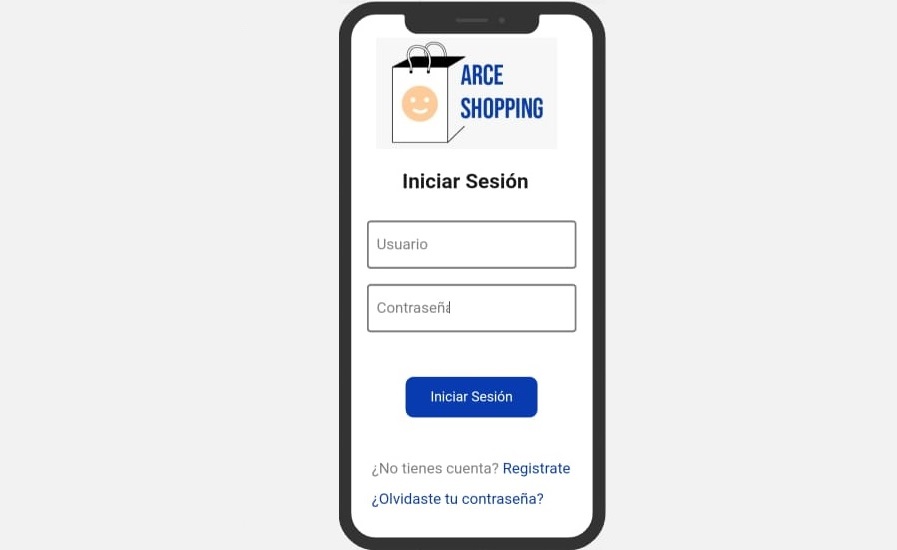 ARCE
SHOPPING
Iniciar Sesión
Usuario
Contraseña
Iniciar Sesión
¿No tienes cuenta? Registrate
¿Olvidaste tu contraseña?